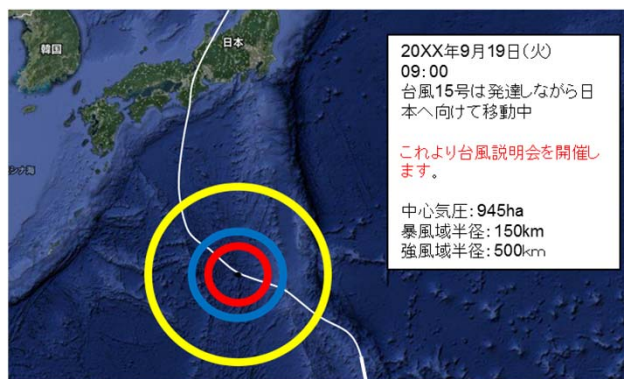 韓国
日本
シナ海
20XX年9月19日(火)
09:00
台風15号は発達しながら日
本へ向けて移動中
これより台風説明会を開催し
ます。
中心気圧:945ha
暴風域半径:150km
強風域半径:500km